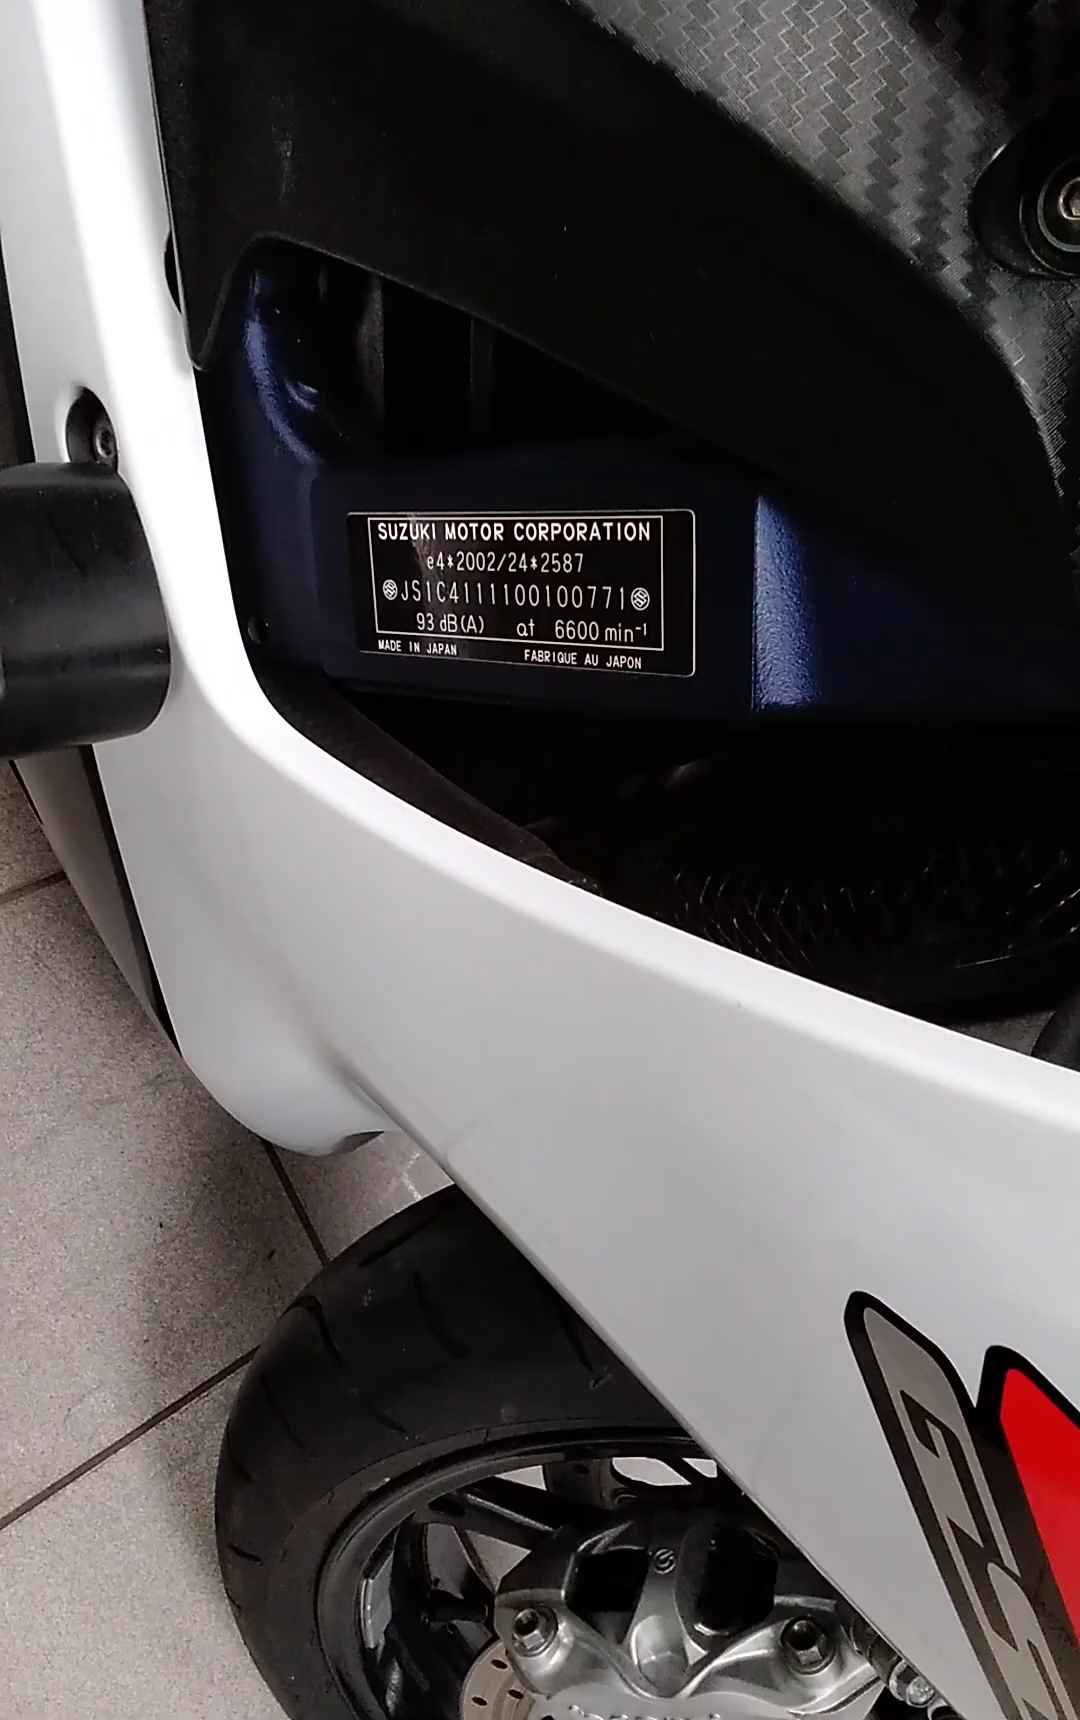 SUZUKI MOTOR CORPORATION
e4*2002/24*2587
JS1C4111100100771
93 dB(A) at 6600 min⁻¹
MADE IN JAPAN FABRIQUE AU JAPON